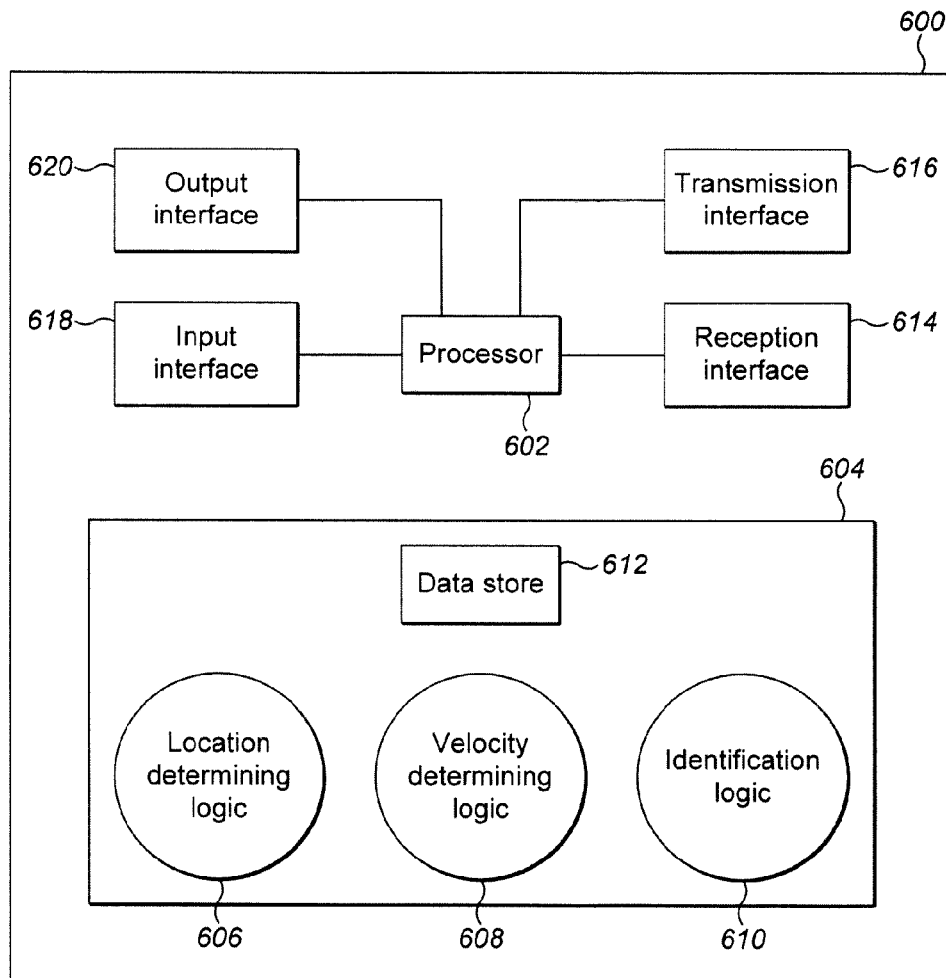 600
620
Output
interface
Transmission
interface
616
618
Input
interface
Processor
Reception
interface
614
602
604
Data store
612
Location
determining
logic
Velocity
determining
logic
Identification
logic
606
608
610